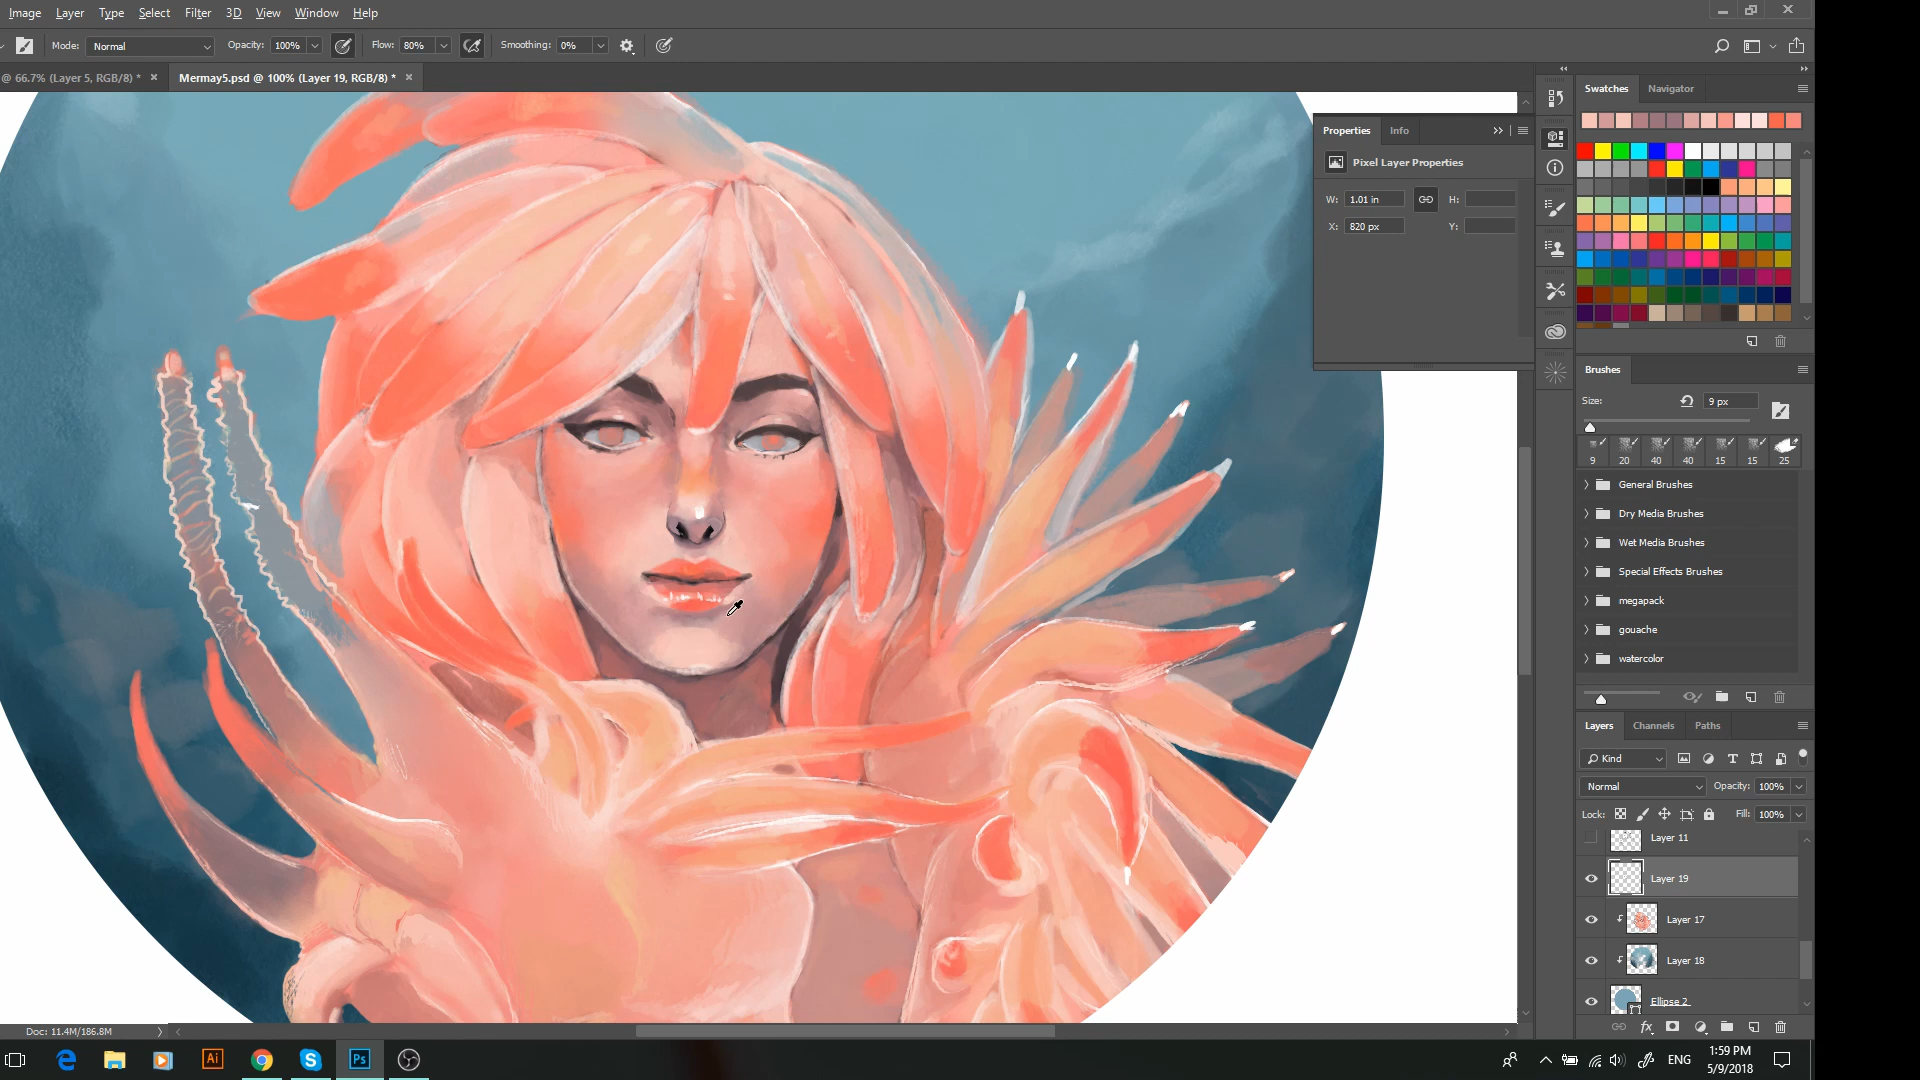 Image Layer Type Select Filter 3D View Window Help
Mode: Normal Opacity: 100% Flow: 80% Smoothing: 0%
@ 66.7% (Layer 5, RGB/8) * × Mermay5.psd @ 100% (Layer 19, RGB/8) * ×
Swatches Navigator
Properties Info
Pixel Layer Properties
W: 1.01 in H:
X: 820 px Y:
Brushes
Size: 9 px
9 20 40 40 15 15 25
General Brushes
Dry Media Brushes
Wet Media Brushes
Special Effects Brushes
megapack
gouache
watercolor
Layers Channels Paths
Kind
Normal Opacity: 100%
Lock: Fill: 100%
Layer 11
Layer 19
Layer 17
Layer 18
Ellipse 2
fx
Doc: 11.4M/186.8M
Ai Ps
ENG
1:59 PM
5/9/2018